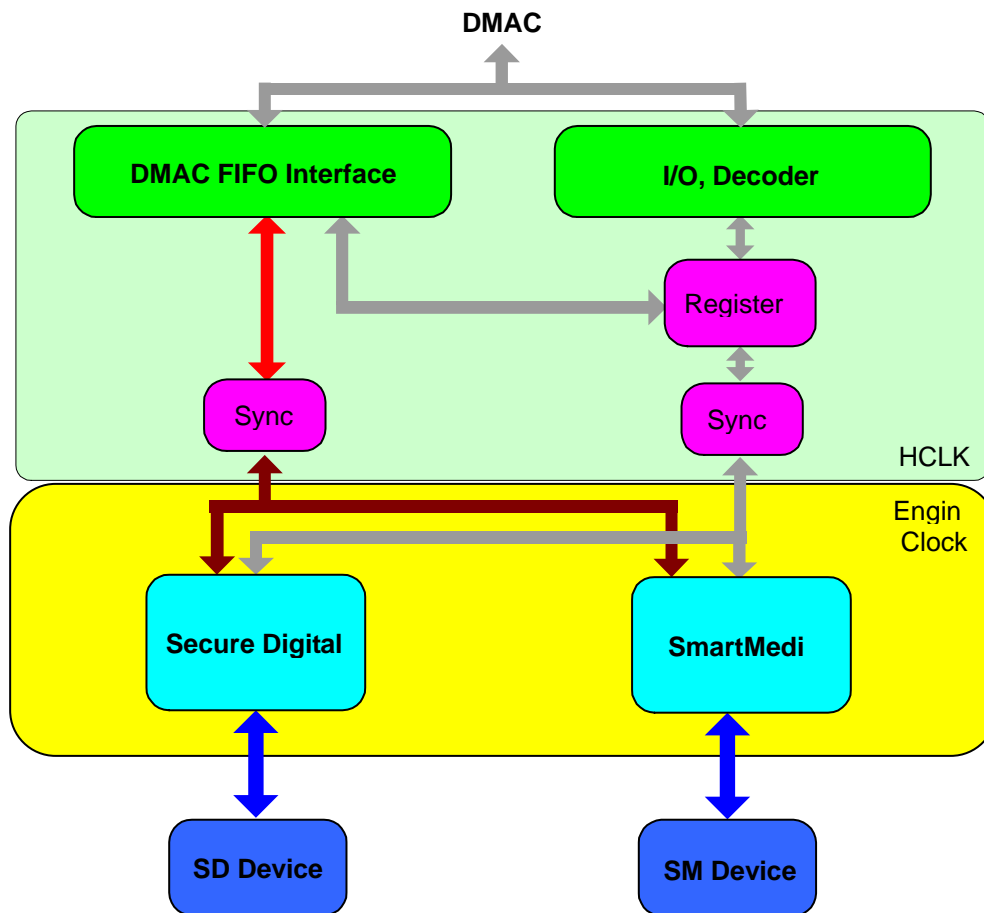 DMAC
DMAC FIFO Interface
I/O, Decoder
Register
Sync
Sync
HCLK
Engin
Clock
Secure Digital
SmartMedi
SD Device
SM Device